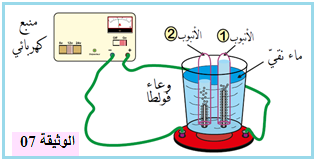 منبع
كهربائي
الأنبوب ②
الأنبوب ①
ماء نقيّ
وعاء
فولطا
الوثيقة 07